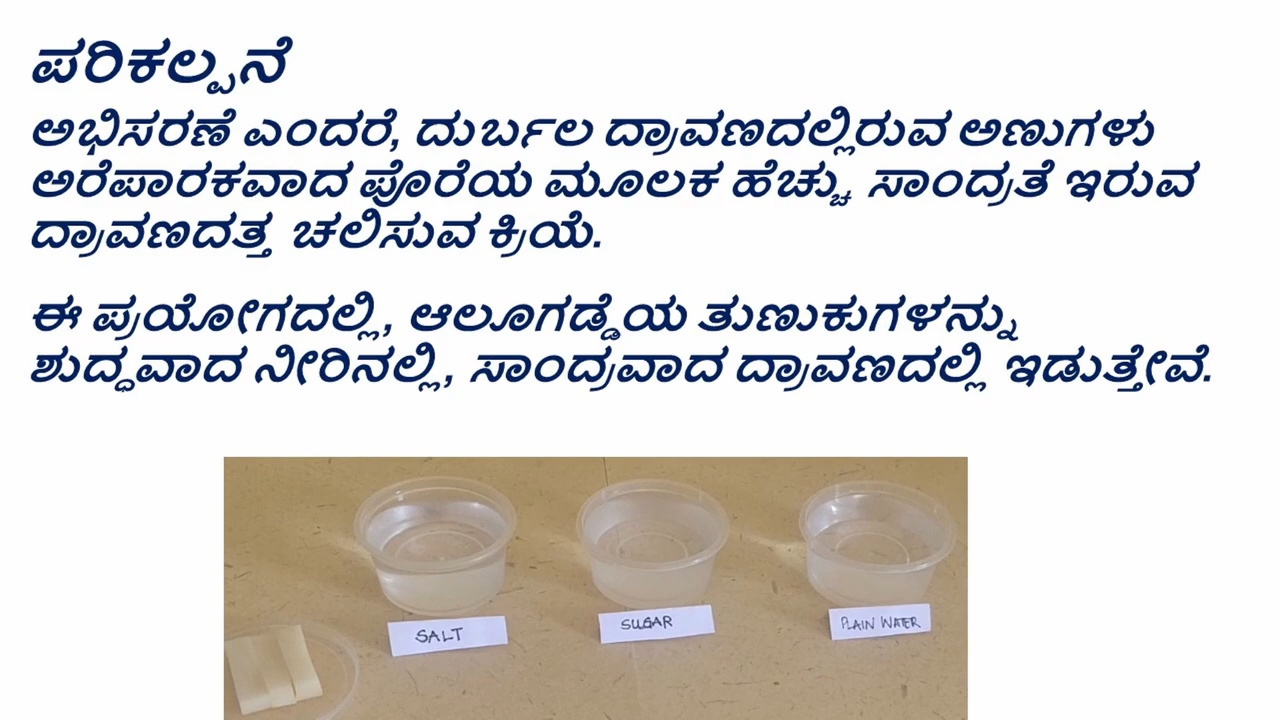 ಪರಿಕಲ್ಪನೆ
ಅಭಿಸರಣೆ ಎಂದರೆ, ದುರ್ಬಲ ದ್ರಾವಣದಲ್ಲಿರುವ ಅಣುಗಳು
ಅರೆಪಾರಕವಾದ ಪೊರೆಯ ಮೂಲಕ ಹೆಚ್ಚು ಸಾಂದ್ರತೆ ಇರುವ
ದ್ರಾವಣದತ್ತ ಚಲಿಸುವ ಕ್ರಿಯೆ.
ಈ ಪ್ರಯೋಗದಲ್ಲಿ, ಆಲೂಗಡ್ಡೆಯ ತುಣುಕುಗಳನ್ನು
ಶುದ್ಧವಾದ ನೀರಿನಲ್ಲಿ, ಸಾಂದ್ರವಾದ ದ್ರಾವಣದಲ್ಲಿ ಇಡುತ್ತೇವೆ.
SALT
SUGAR
PLAIN WATER